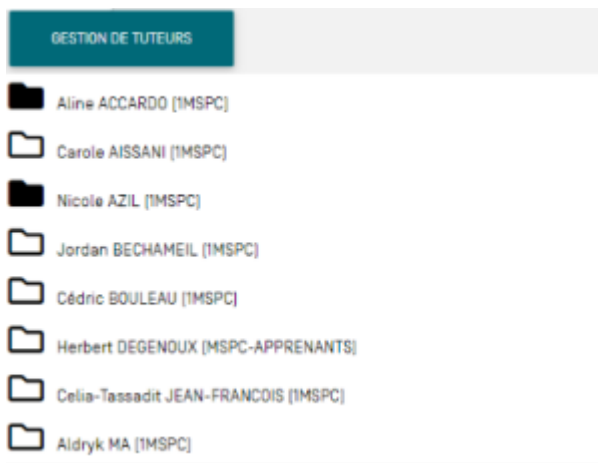 GESTION DE TUTEURS
Aline ACCARDO [1MSPC]
Carole AISSANI [1MSPC]
Nicole AZIL [1MSPC]
Jordan BECHAMEIL [1MSPC]
Cédric BOULEAU [1MSPC]
Herbert DEGENOUX [MSPC-APPRENANTS]
Celia-Tassadit JEAN-FRANCOIS [1MSPC]
Aldryk MA [1MSPC]